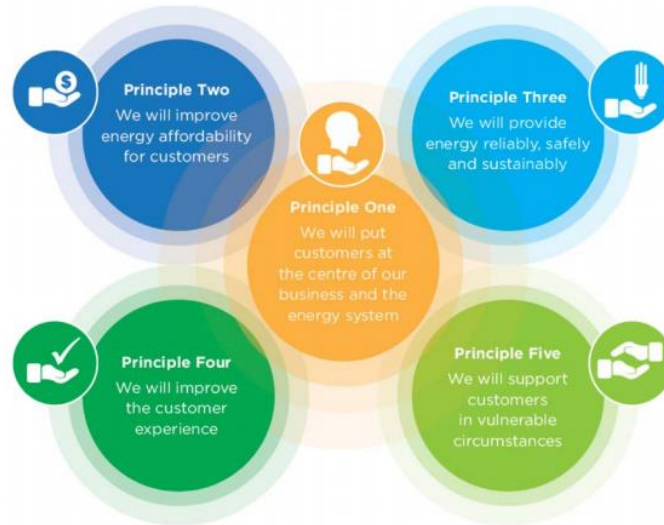 Principle Two
We will improve
energy affordability
for customers
Principle Three
We will provide
energy reliably, safely
and sustainably
Principle One
We will put
customers at
the centre of our
business and the
energy system
Principle Four
We will improve
the customer
experience
Principle Five
We will support
customers
in vulnerable
circumstances
$